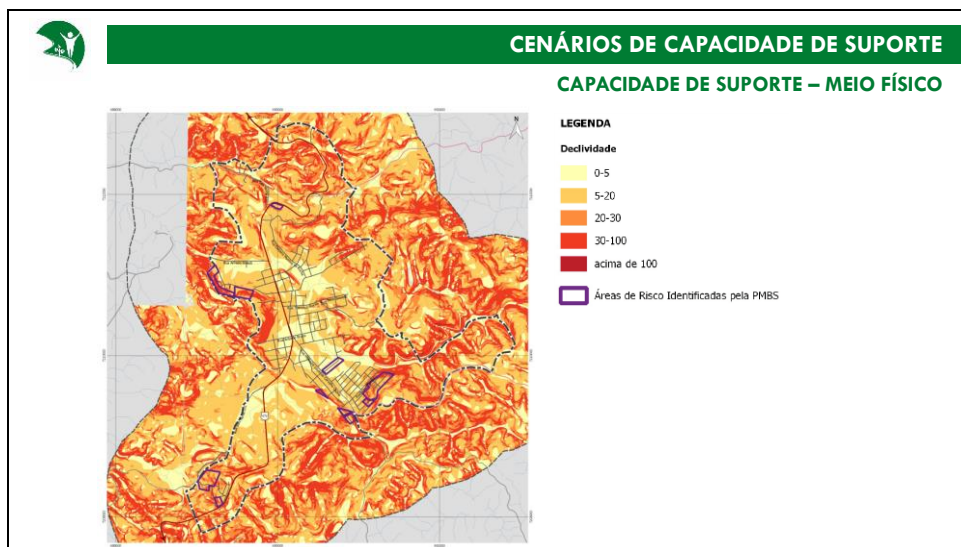 CENÁRIOS DE CAPACIDADE DE SUPORTE
CAPACIDADE DE SUPORTE – MEIO FÍSICO
N
LEGENDA
Declividade
0-5
5-20
20-30
30-100
acima de 100
Áreas de Risco Identificadas pela PMBS